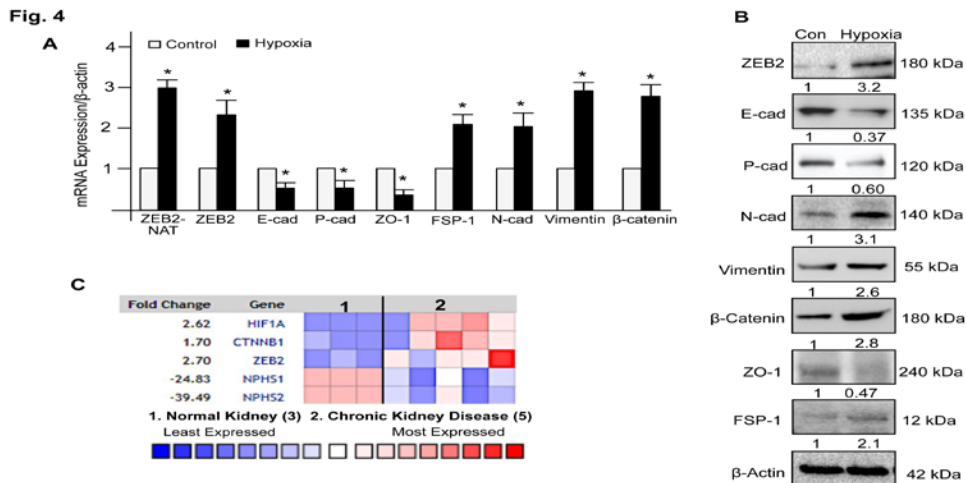 Fig. 4
A
Control Hypoxia
mRNA Expression/β-actin
4
3
2
1
* * * * * * * * *
ZEB2-NAT ZEB2 E-cad P-cad ZO-1 FSP-1 N-cad Vimentin β-catenin
B
Con Hypoxia
ZEB2 180 kDa
1 3.2
E-cad 135 kDa
1 0.37
P-cad 120 kDa
1 0.60
N-cad 140 kDa
1 3.1
Vimentin 55 kDa
1 2.6
β-Catenin 180 kDa
1 2.8
ZO-1 240 kDa
1 0.47
FSP-1 12 kDa
1 2.1
β-Actin 42 kDa
C
Fold Change Gene 1 2
2.62 HIF1A
1.70 CTNNB1
2.70 ZEB2
-24.83 NPHS1
-39.49 NPHS2
1. Normal Kidney (3) 2. Chronic Kidney Disease (5)
Least Expressed Most Expressed